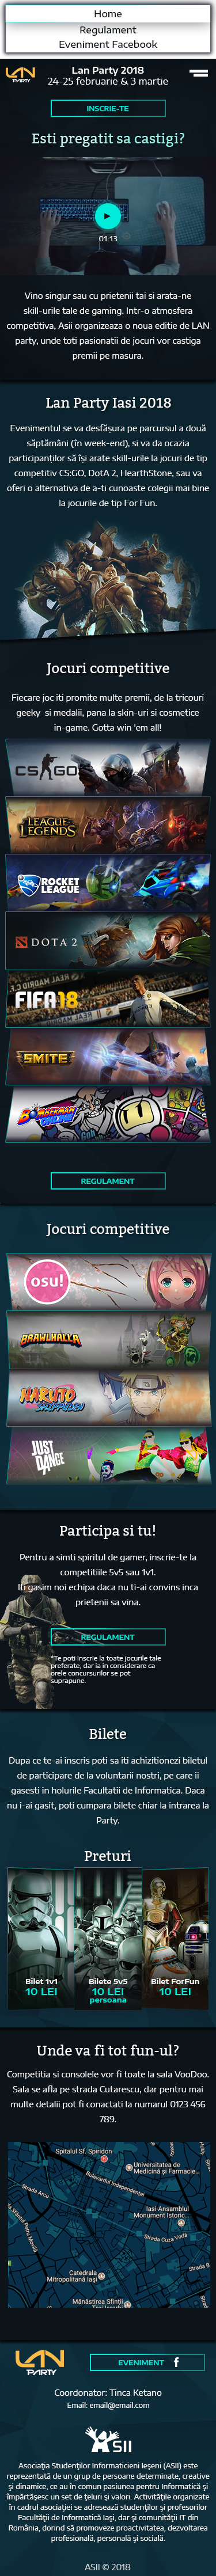 Home
Regulament
Eveniment Facebook
LAN
PARTY
Lan Party 2018
24-25 februarie & 3 martie
INSCRIE-TE
Esti pregatit sa castigi?
01:13
Vino singur sau cu prietenii tai si arata-ne
skill-urile tale de gaming. Intr-o atmosfera
competitiva, Asii organizeaza o noua editie de LAN
party, unde toti pasionatii de jocuri vor castiga
premii pe masura.
Lan Party Iasi 2018
Evenimentul se va desfășura pe parcursul a două
săptămâni (în week-end), si va da ocazia
participanților să își arate skill-urile la jocuri de tip
competitiv CS:GO, DotA 2, HearthStone, sau va
oferi o alternativa de a-ti cunoaste colegii mai bine
la jocurile de tip For Fun.
Jocuri competitive
Fiecare joc iti promite multe premii, de la tricouri
geeky si medalii, pana la skin-uri si cosmetice
in-game. Gotta win 'em all!
CS GO
LEAGUE OF
LEGENDS
ROCKET
LEAGUE
DOTA 2
FIFA 18
SMITE
BOMBERMAN
ONLINE
REGULAMENT
Jocuri competitive
osu!
BRAWLHALLA
NARUTO
SHIPPUDEN
JUST
DANCE
Participa si tu!
Pentru a simti spiritul de gamer, inscrie-te la
competitiile 5v5 sau 1v1.
Iti gasim noi echipa daca nu ti-ai convins inca
prietenii sa vina.
REGULAMENT
*Te poti inscrie la toate jocurile tale
preferate, dar ia in considerare ca
orele concursurilor se pot
suprapune.
Bilete
Dupa ce te-ai inscris poti sa iti achizitionezi biletul
de participare de la voluntarii nostri, pe care ii
gasesti in holurile Facultatii de Informatica. Daca
nu i-ai gasit, poti cumpara bilete chiar la intrarea la
Party.
Preturi
Bilet 1v1
10 LEI
Bilete 5v5
10 LEI
persoana
Bilet ForFun
10 LEI
Unde va fi tot fun-ul?
Competitia si consolele vor fi toate la sala VooDoo.
Sala se afla pe strada Cutarescu, dar pentru mai
multe detalii pot fi conactati la numarul 0123 456
789.
Spitalul Sf. Spiridon
Universitatea de
Medicină și Farmacie...
Strada Arcu
Bulevardul Independenței
Iasi-Ansamblul
Monument Istoric...
Strada Cuza Vodă
Catedrala
Mitropolitană Iași
Mănăstirea Sfinții
EVENIMENT f
LAN
PARTY
Coordonator: Tinca Ketano
Email: email@email.com
ASII
Asociația Studenților Informaticieni Ieșeni (ASII) este
reprezentată de un grup de persoane determinate, creative
și dinamice, ce au în comun pasiunea pentru Informatică și
împărtășesc un set de țeluri și valori. Activitățile organizate
în cadrul asociației se adresează studenților și profesorilor
Facultății de Informatică Iași, dar și comunității IT din
România, dorind să promoveze proactivitatea, dezvoltarea
profesională, personală și socială.
ASII © 2018